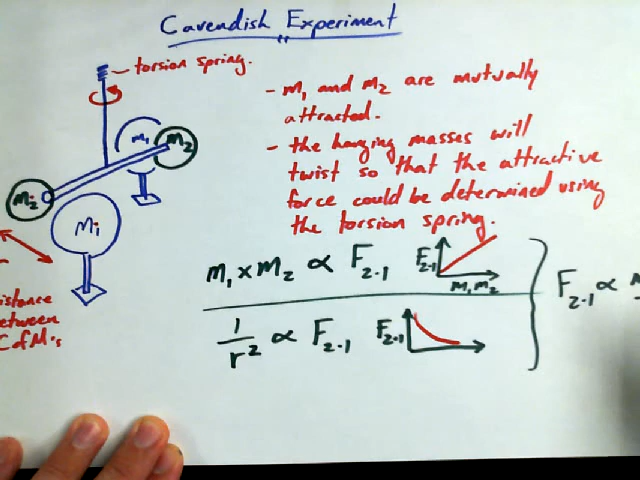 Cavendish Experiment
torsion spring.
- m₁ and m₂ are mutually
attracted.
- the hanging masses will
twist so that the attractive
force could be determined using
the torsion spring.
m₁
m₂
m₂
m₁
istance
etween
CofM's
m₁ x m₂ ∝ F₂₋₁
F₂₋₁
m₁m₂
1/r² ∝ F₂₋₁
F₂₋₁
F₂₋₁ ∝